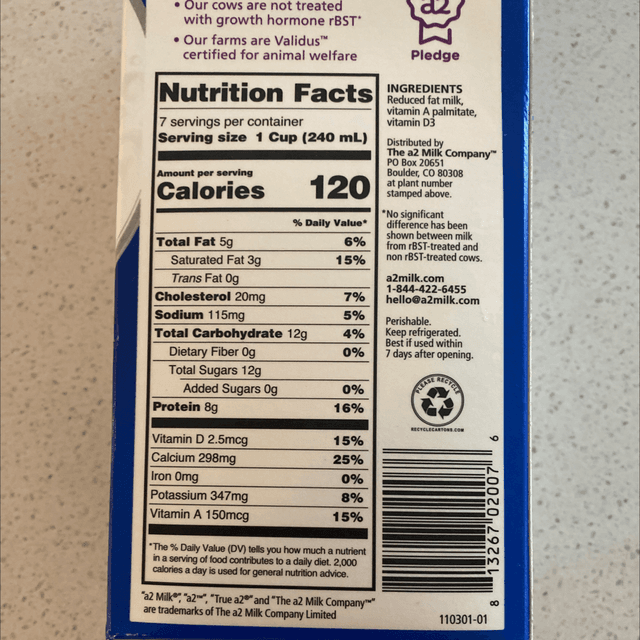 • Our cows are not treated
with growth hormone rBST*
• Our farms are Validus™
certified for animal welfare
a2
Pledge
Nutrition Facts
7 servings per container
Serving size 1 Cup (240 mL)
Amount per serving
Calories 120
% Daily Value*
Total Fat 5g 6%
Saturated Fat 3g 15%
Trans Fat 0g
Cholesterol 20mg 7%
Sodium 115mg 5%
Total Carbohydrate 12g 4%
Dietary Fiber 0g 0%
Total Sugars 12g
Added Sugars 0g 0%
Protein 8g 16%
Vitamin D 2.5mcg 15%
Calcium 298mg 25%
Iron 0mg 0%
Potassium 347mg 8%
Vitamin A 150mcg 15%
*The % Daily Value (DV) tells you how much a nutrient
in a serving of food contributes to a daily diet. 2,000
calories a day is used for general nutrition advice.
"a2 Milk®", "a2™", "True a2®" and "The a2 Milk Company™"
are trademarks of The a2 Milk Company Limited
INGREDIENTS
Reduced fat milk,
vitamin A palmitate,
vitamin D3
Distributed by
The a2 Milk Company™
PO Box 20651
Boulder, CO 80308
at plant number
stamped above.
*No significant
difference has been
shown between milk
from rBST-treated and
non rBST-treated cows.
a2milk.com
1-844-422-6455
hello@a2milk.com
Perishable.
Keep refrigerated.
Best if used within
7 days after opening.
PLEASE RECYCLE
RECYCLECARTONS.COM
8 13267 02007 6
110301-01